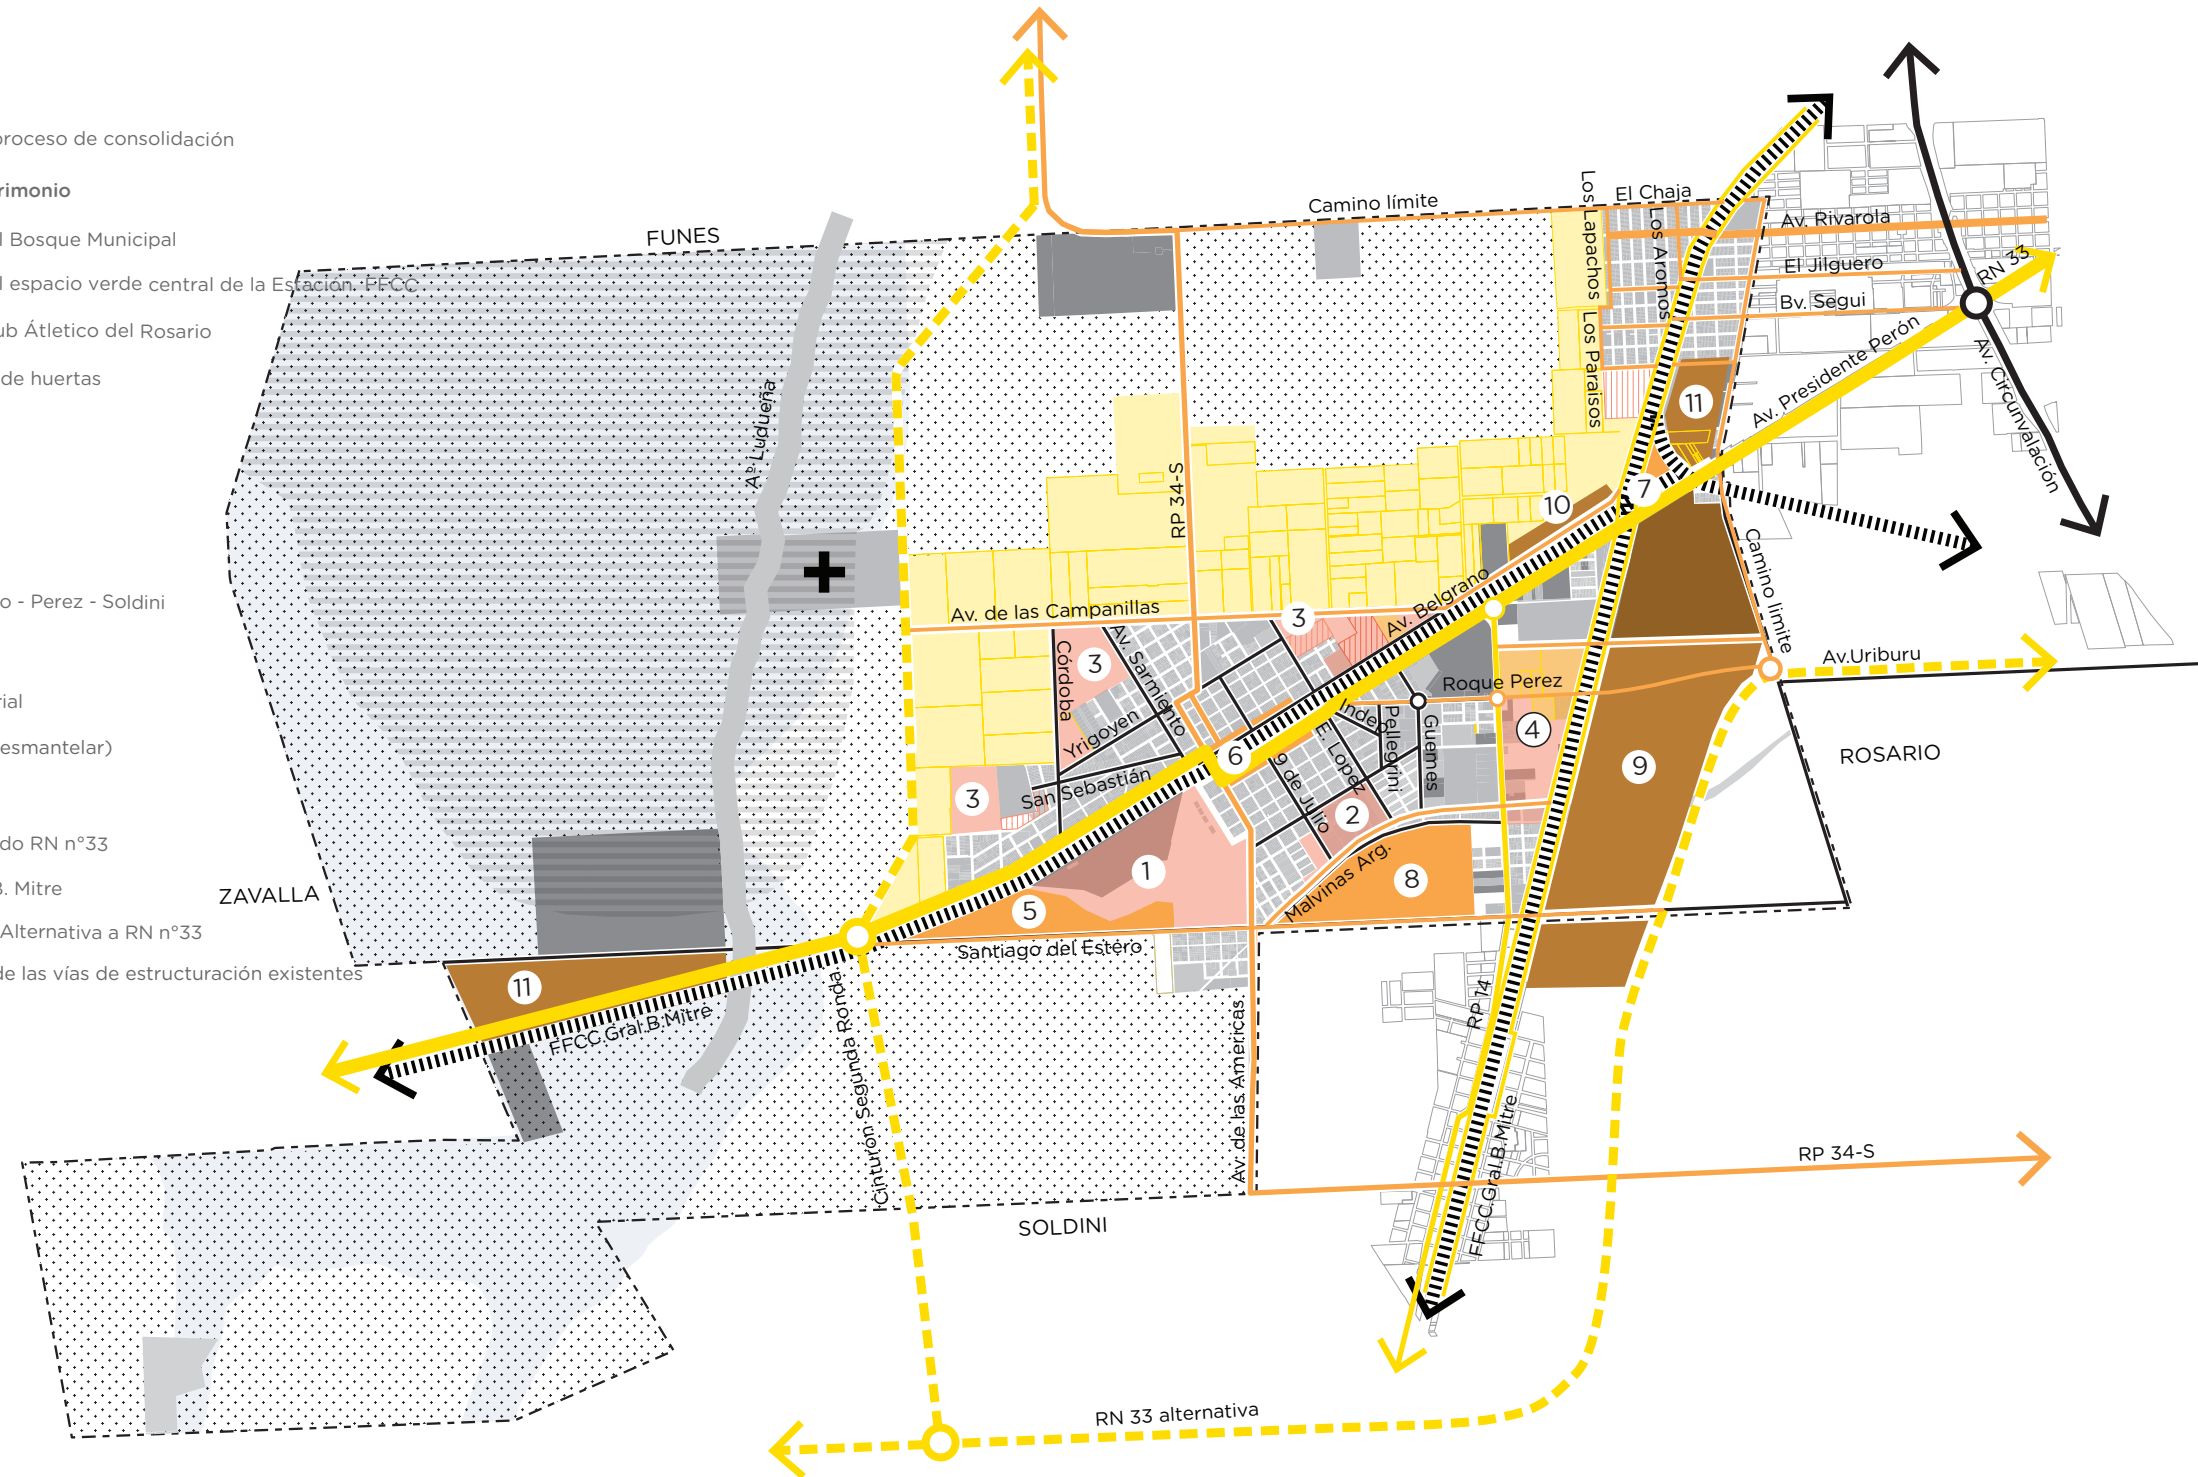 proceso de consolidación
rimonio
l Bosque Municipal
l espacio verde central de la Estación. FFCC
ub Átletico del Rosario
de huertas
o - Perez - Soldini
rial
esmantelar)
do RN n°33
B. Mitre
Alternativa a RN n°33
de las vías de estructuración existentes
FUNES
Camino límite
El Chaja
Los Lapachos
Los Aromos
Av. Rivarola
El Jilguero
RN 33
Bv. Segui
Los Paraisos
Av. Presidente Perón
Av. Circunvalación
A° Ludueña
RP 34-S
11
7
10
Camino limite
Av. de las Campanillas
3
Av. Belgrano
3
Córdoba
Av. Sarmiento
Av.Uriburu
Roque Perez
Yrigoyen
Indep.
Pellegrini
Guemes
E. Lopez
4
6
9
ROSARIO
San Sebastián
9 de Julio
3
2
1
Malvinas Arg.
8
5
ZAVALLA
Santiago del Estero
11
FFCC.Gral.B.Mitre
Cinturón Segunda Ronda
Av. de las Americas
RP 14
FFCC.Gral.B.Mitre
RP 34-S
SOLDINI
RN 33 alternativa